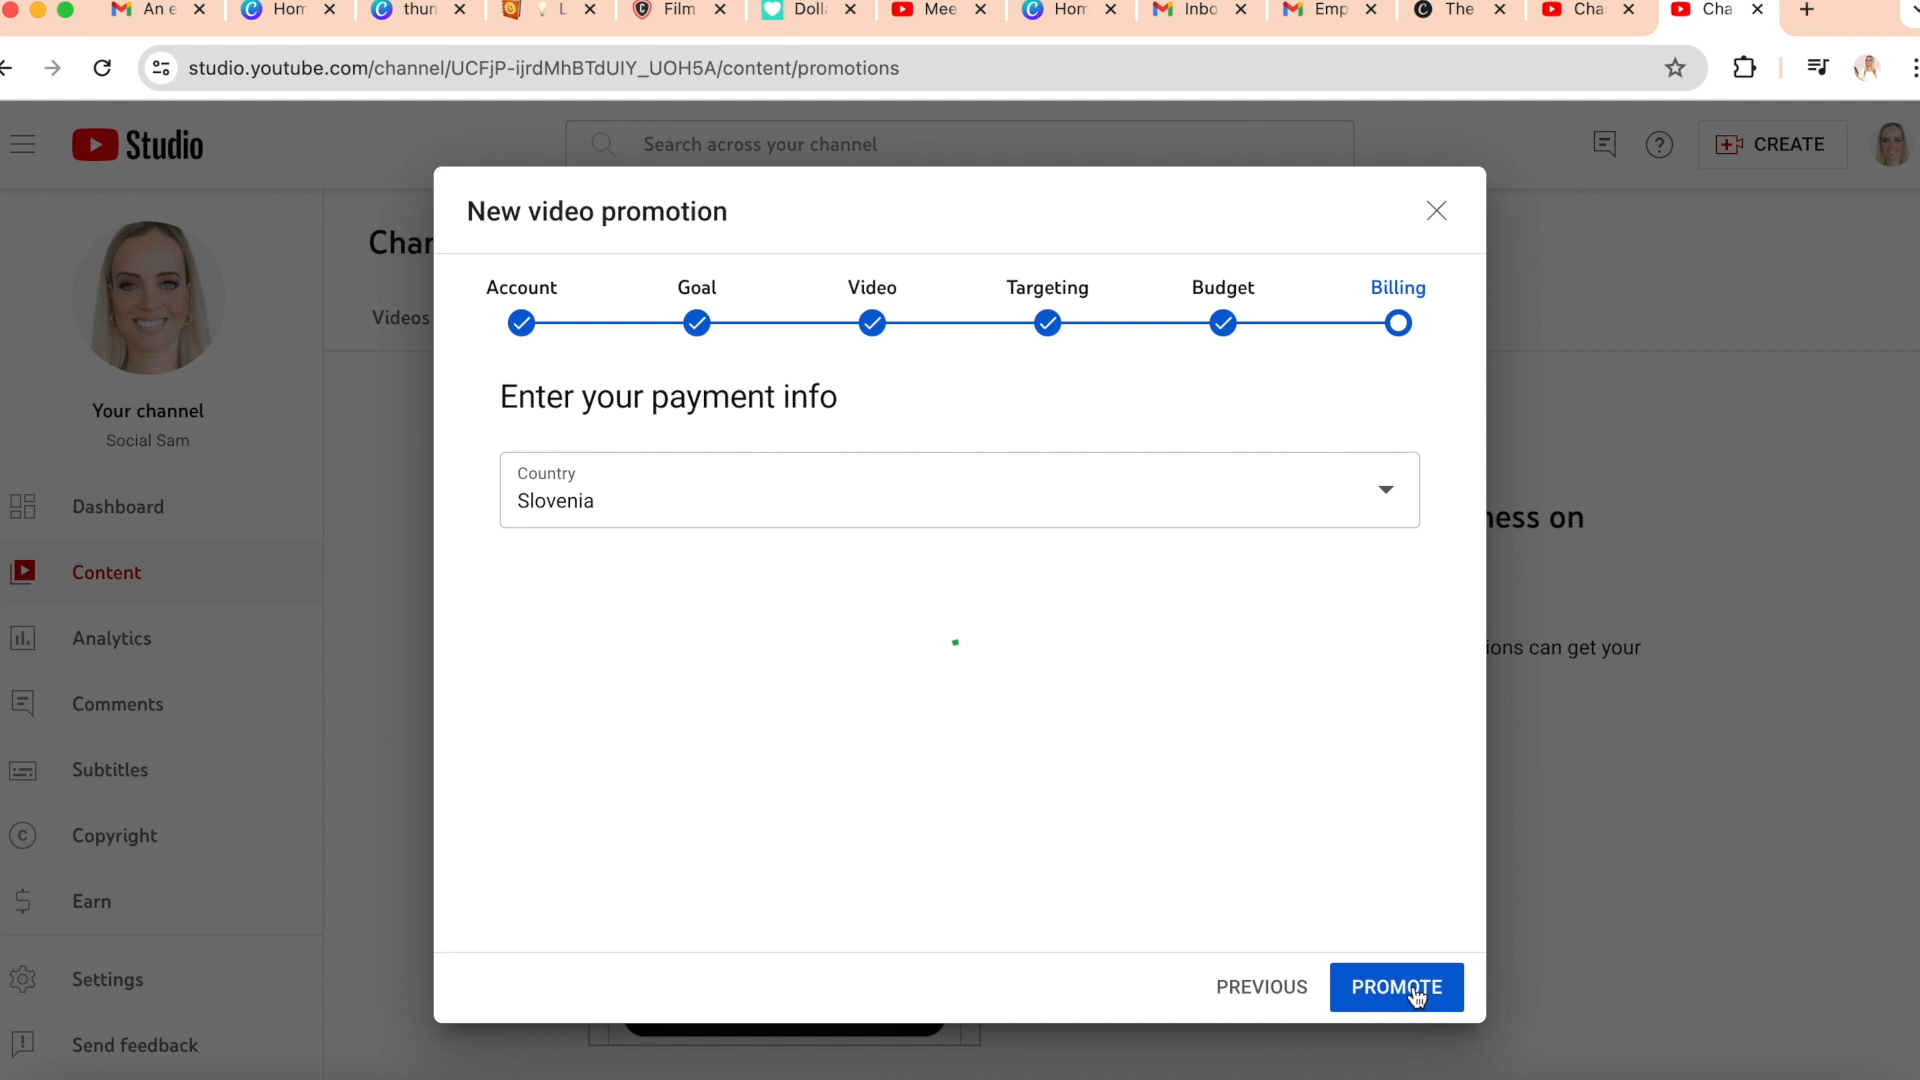 An e
Hom
thun
L
Film
Doll
Mee
Hom
Inbo
Emp
The
Cha
Cha
studio.youtube.com/channel/UCFjP-ijrdMhBTdUIY_UOH5A/content/promotions
Studio
Search across your channel
CREATE
New video promotion
Char
Account
Goal
Video
Targeting
Budget
Billing
Videos
Enter your payment info
Your channel
Social Sam
Country
Slovenia
Dashboard
ness on
Content
Analytics
ions can get your
Comments
Subtitles
Copyright
Earn
Settings
PREVIOUS
PROMOTE
Send feedback